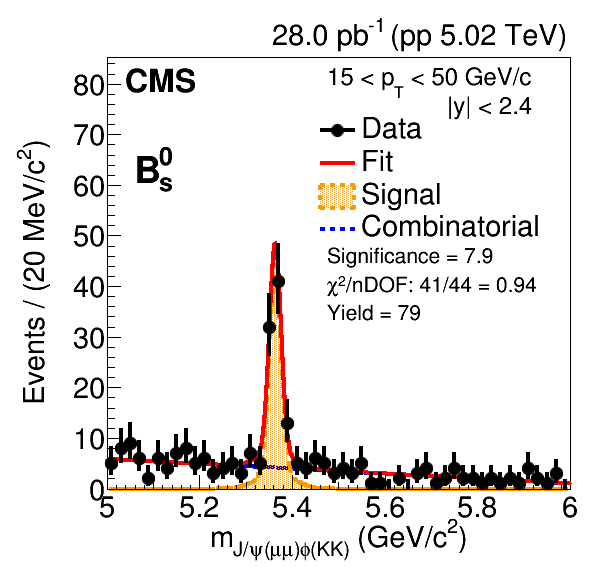 28.0 pb⁻¹ (pp 5.02 TeV)
CMS
15 < p_T < 50 GeV/c
|y| < 2.4
B_s^0
Data
Fit
Signal
Combinatorial
Significance = 7.9
χ²/nDOF: 41/44 = 0.94
Yield = 79
Events / (20 MeV/c²)
80
70
60
50
40
30
20
10
0
5 5.2 5.4 5.6 5.8 6
m_J/ψ(μμ)φ(KK) (GeV/c²)